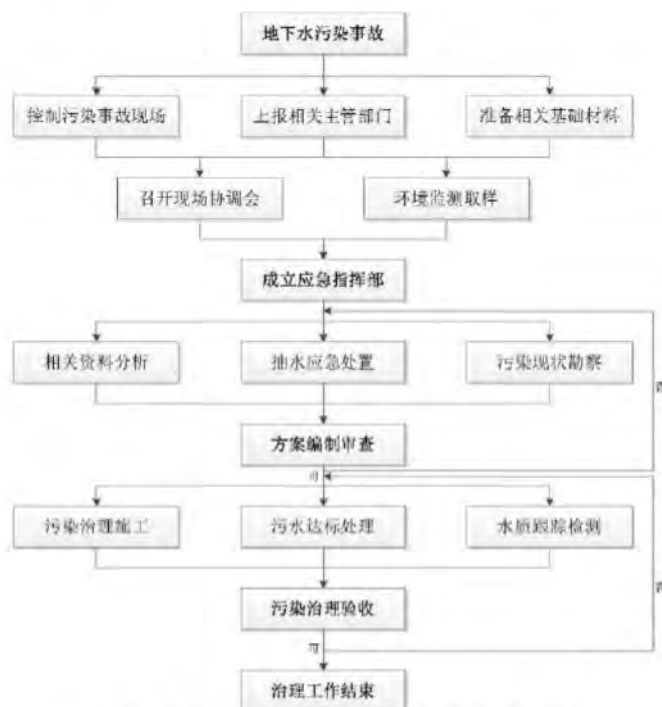 地下水污染事故
控制污染事故现场 上报相关主管部门 准备相关基础材料
召开现场协调会 环境监测取样
成立应急指挥部
相关资料分析 抽水应急处置 污染现状勘察
否
方案编制审查
可
污染治理施工 污水达标处理 水质跟踪检测
否
污染治理验收
可
治理工作结束